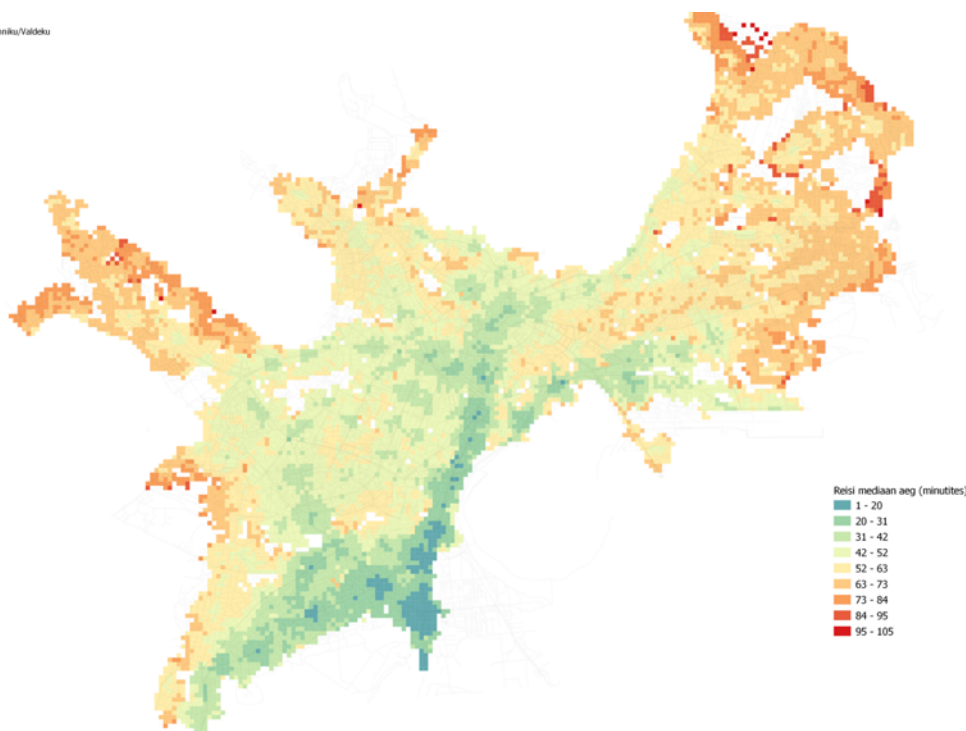 nniku/Valdeku
Reisi mediaan aeg (minutites)
1 - 20
20 - 31
31 - 42
42 - 52
52 - 63
63 - 73
73 - 84
84 - 95
95 - 105